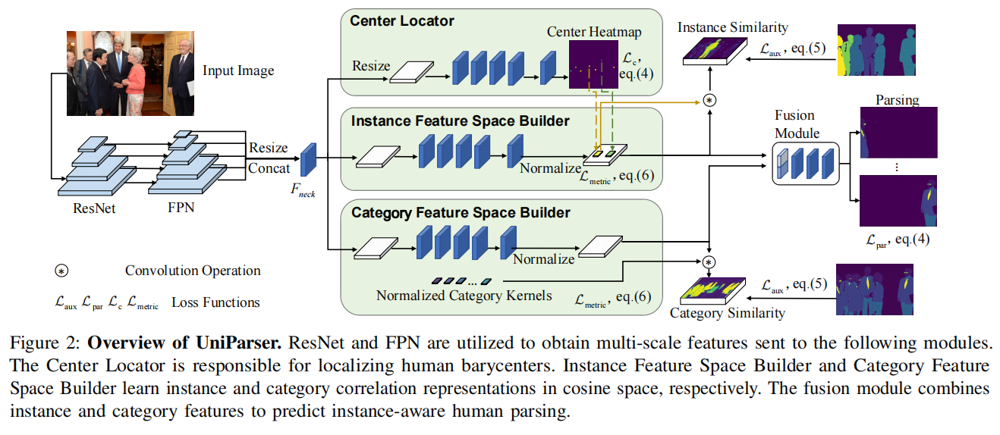 Center Locator
Center Heatmap
Instance Similarity
ℒaux, eq.(5)
Input Image
Resize
ℒc,
eq.(4)
Instance Feature Space Builder
Fusion
Module
Parsing
Resize
Concat
Normalize
ℒmetric, eq.(6)
Fneck
ResNet
FPN
⋮
Category Feature Space Builder
ℒpar, eq.(4)
Normalize
Convolution Operation
...
Normalized Category Kernels
ℒmetric, eq.(6)
ℒaux, eq.(5)
ℒaux ℒpar ℒc ℒmetric Loss Functions
Category Similarity
Figure 2: Overview of UniParser. ResNet and FPN are utilized to obtain multi-scale features sent to the following modules.
The Center Locator is responsible for localizing human barycenters. Instance Feature Space Builder and Category Feature
Space Builder learn instance and category correlation representations in cosine space, respectively. The fusion module combines
instance and category features to predict instance-aware human parsing.